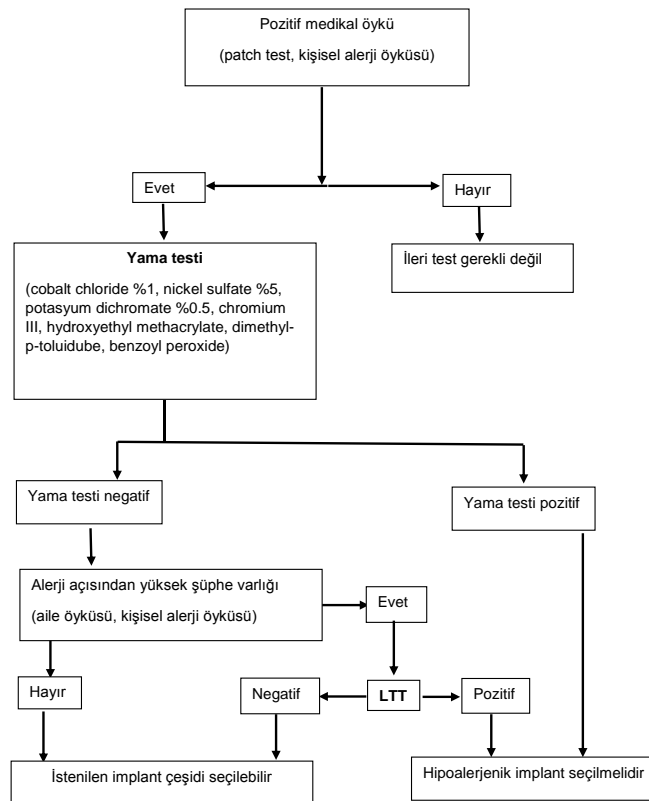 Pozitif medikal öykü
(patch test, kişisel alerji öyküsü)
Evet
Hayır
Yama testi
(cobalt chloride %1, nickel sulfate %5,
potasyum dichromate %0.5, chromium
III, hydroxyethyl methacrylate, dimethyl-
p-toluidube, benzoyl peroxide)
İleri test gerekli değil
Yama testi negatif
Yama testi pozitif
Alerji açısından yüksek şüphe varlığı
(aile öyküsü, kişisel alerji öyküsü)
Evet
Hayır
Negatif
LTT
Pozitif
İstenilen implant çeşidi seçilebilir
Hipoalerjenik implant seçilmelidir